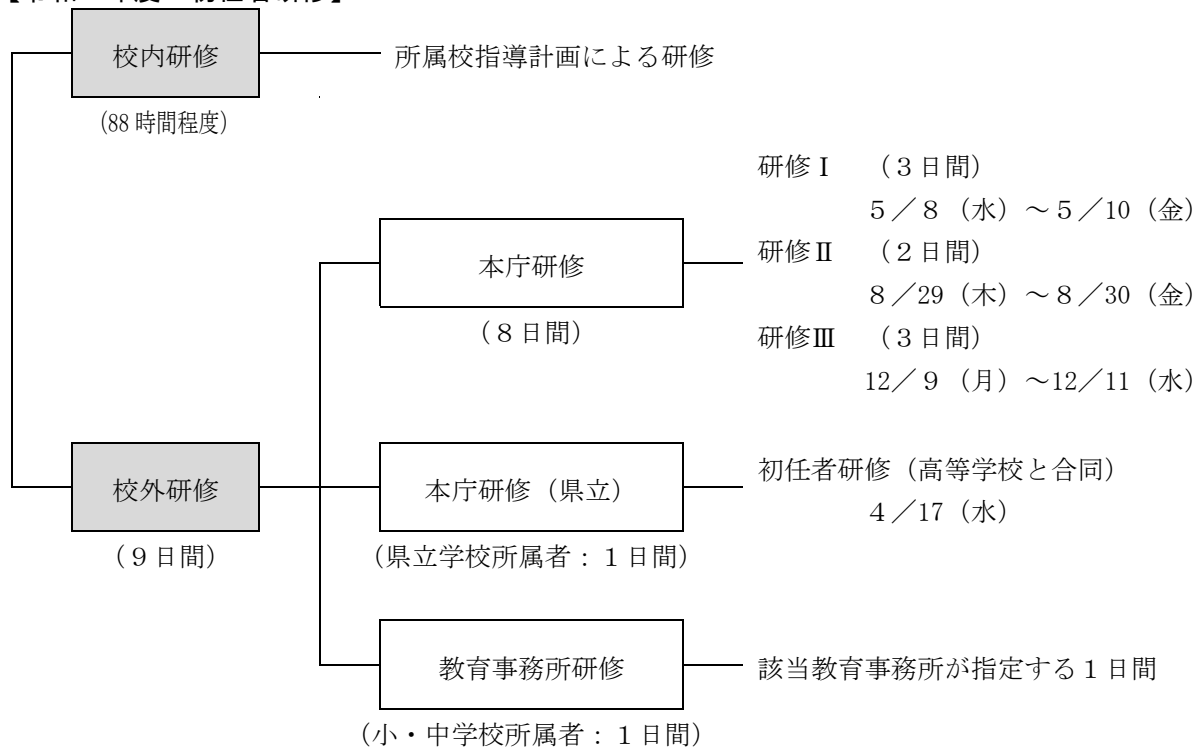 校内研修
所属校指導計画による研修
(88 時間程度)
研修Ⅰ (3日間)
5/8(水)~5/10(金)
本庁研修
研修Ⅱ (2日間)
8/29(木)~8/30(金)
(8日間)
研修Ⅲ (3日間)
12/9(月)~12/11(水)
校外研修
本庁研修(県立)
初任者研修(高等学校と合同)
4/17(水)
(9日間)
(県立学校所属者:1日間)
教育事務所研修
該当教育事務所が指定する1日間
(小・中学校所属者:1日間)